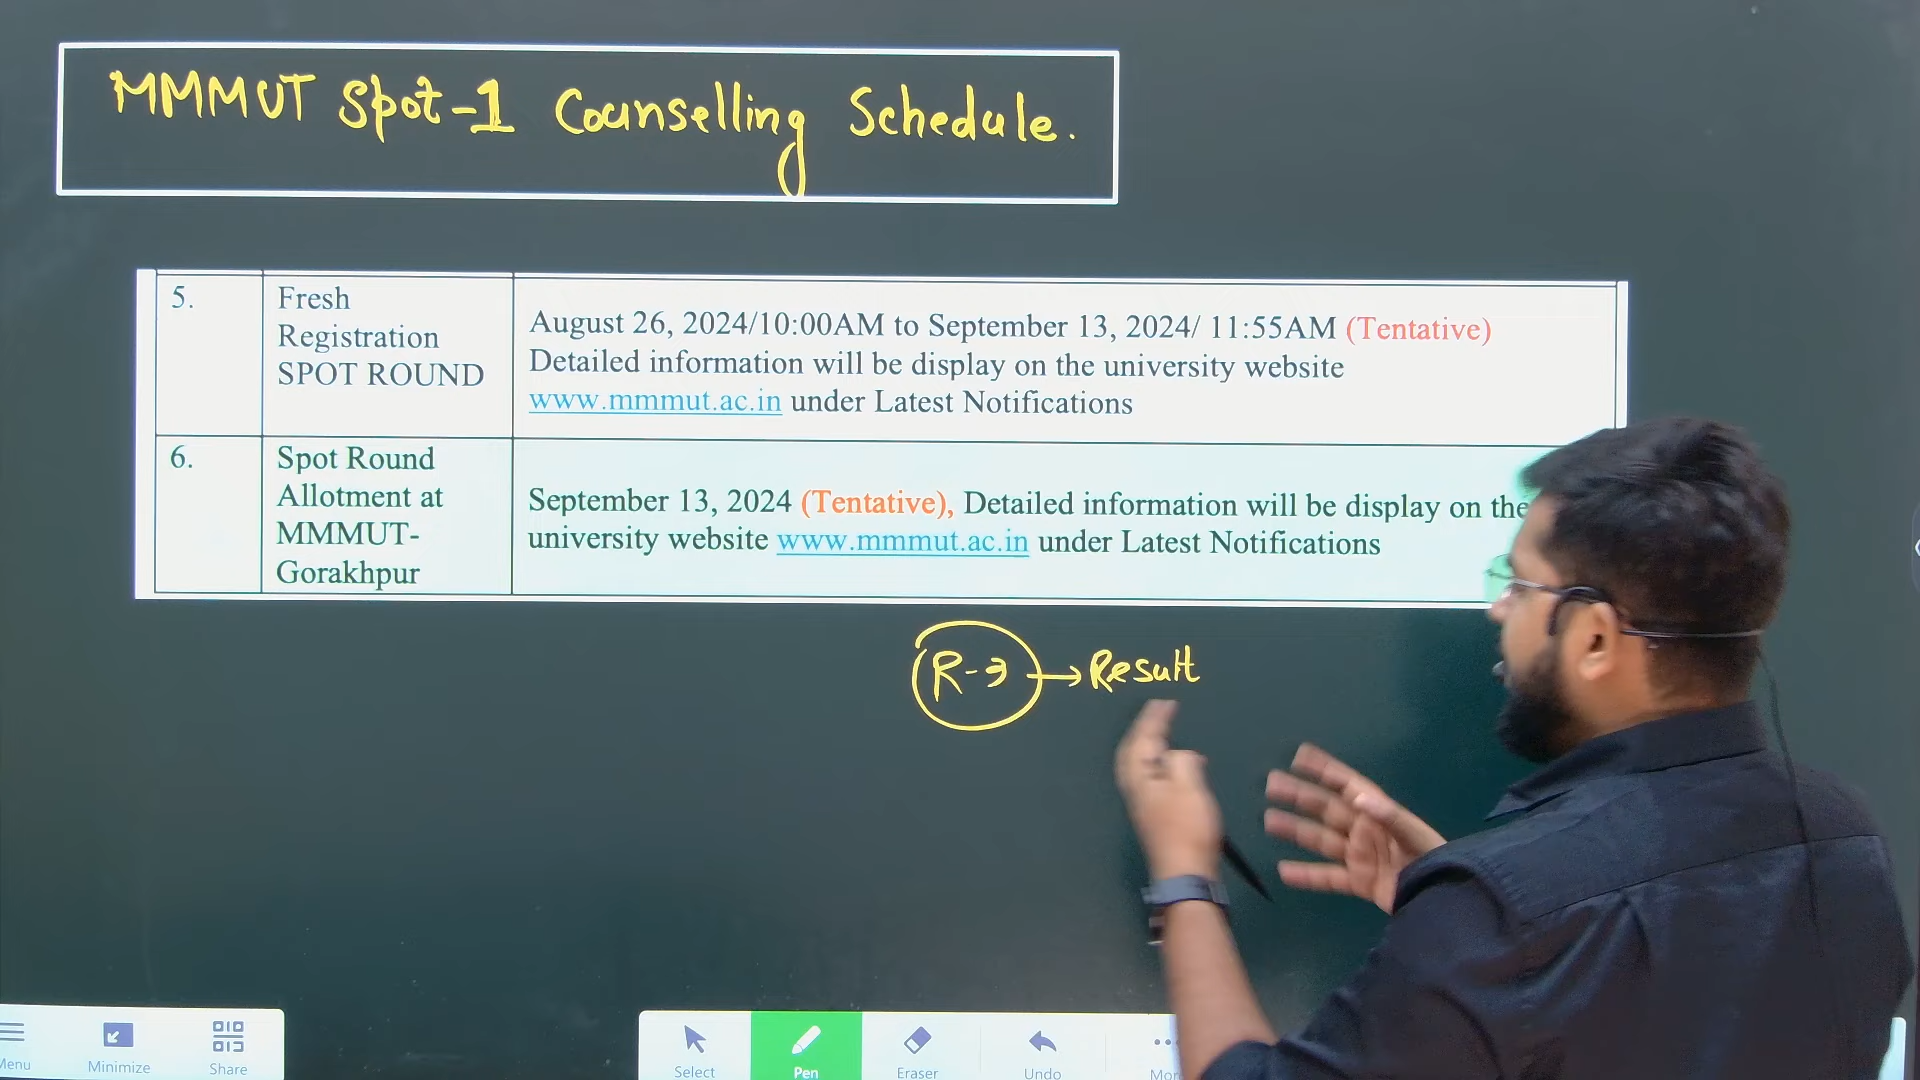 MMMUT Spot-1 Counselling Schedule.
5.
Fresh
Registration
SPOT ROUND
August 26, 2024/10:00AM to September 13, 2024/ 11:55AM (Tentative)
Detailed information will be display on the university website
www.mmmut.ac.in under Latest Notifications
6.
Spot Round
Allotment at
MMMUT-
Gorakhpur
September 13, 2024 (Tentative), Detailed information will be display on the
university website www.mmmut.ac.in under Latest Notifications
R-3 → Result
Menu
Minimize
Share
Select
Pen
Eraser
Undo